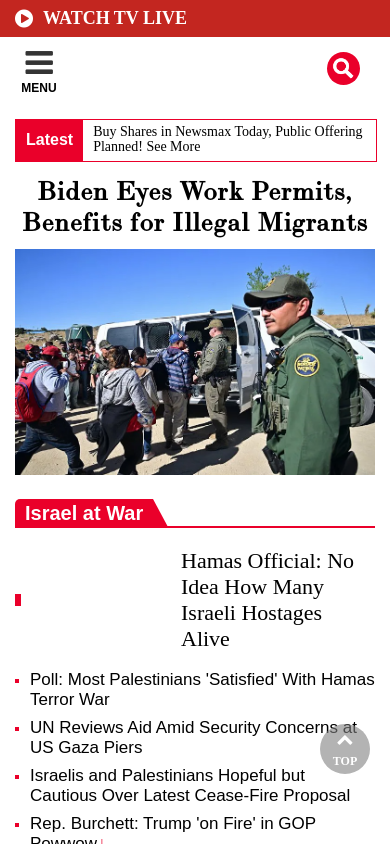 WATCH TV LIVE
MENU
Latest
Buy Shares in Newsmax Today, Public Offering
Planned! See More
Biden Eyes Work Permits,
Benefits for Illegal Migrants
Israel at War
Hamas Official: No
Idea How Many
Israeli Hostages
Alive
Poll: Most Palestinians 'Satisfied' With Hamas
Terror War
UN Reviews Aid Amid Security Concerns at
US Gaza Piers
TOP
Israelis and Palestinians Hopeful but
Cautious Over Latest Cease-Fire Proposal
Rep. Burchett: Trump 'on Fire' in GOP